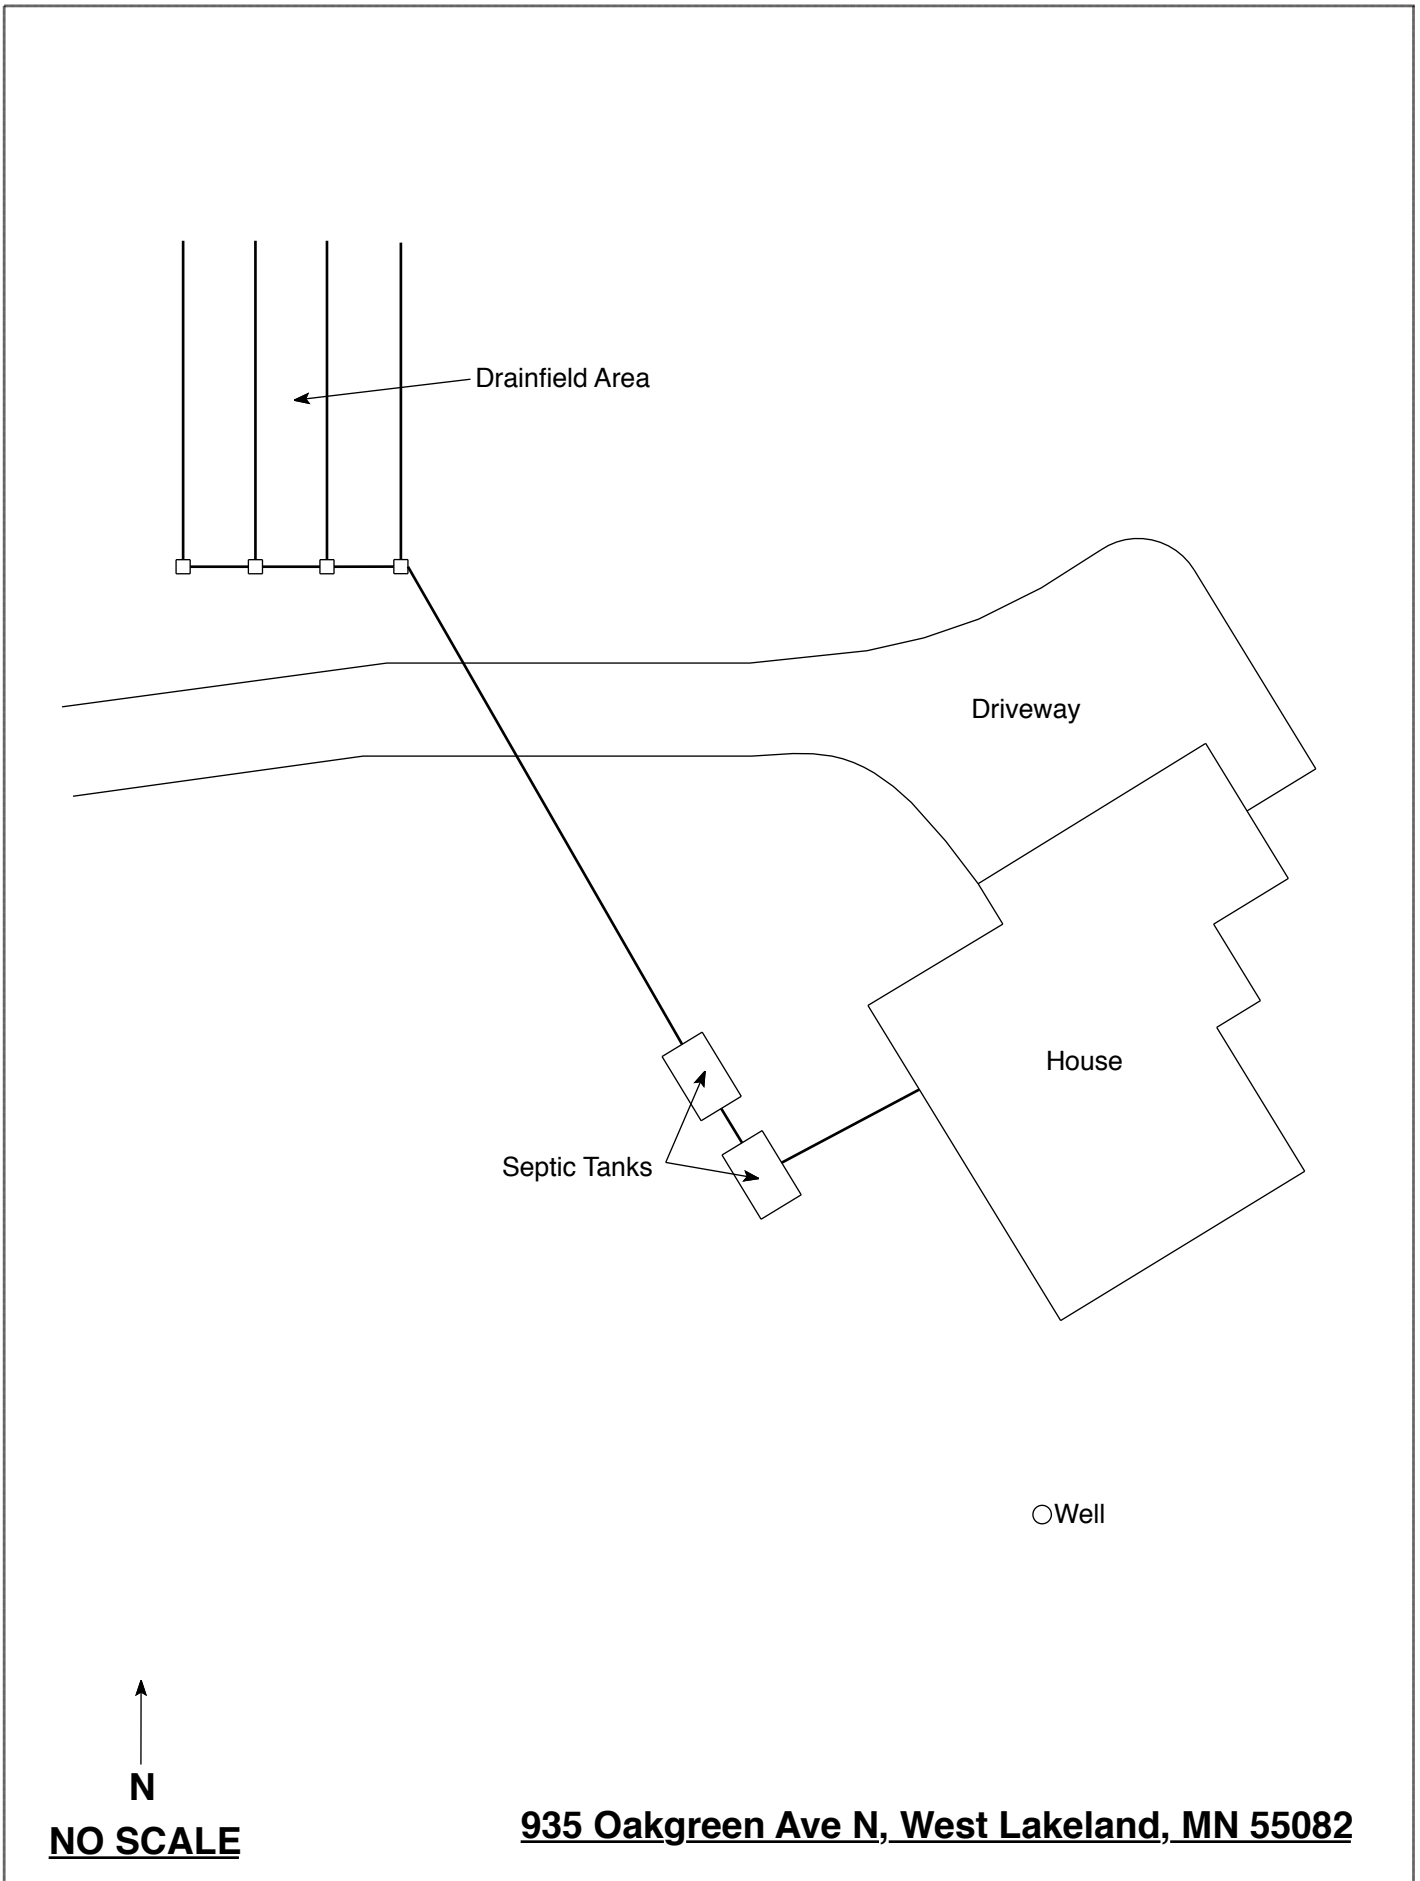 Drainfield Area
Driveway
House
Septic Tanks
Well
N
NO SCALE
935 Oakgreen Ave N, West Lakeland, MN 55082